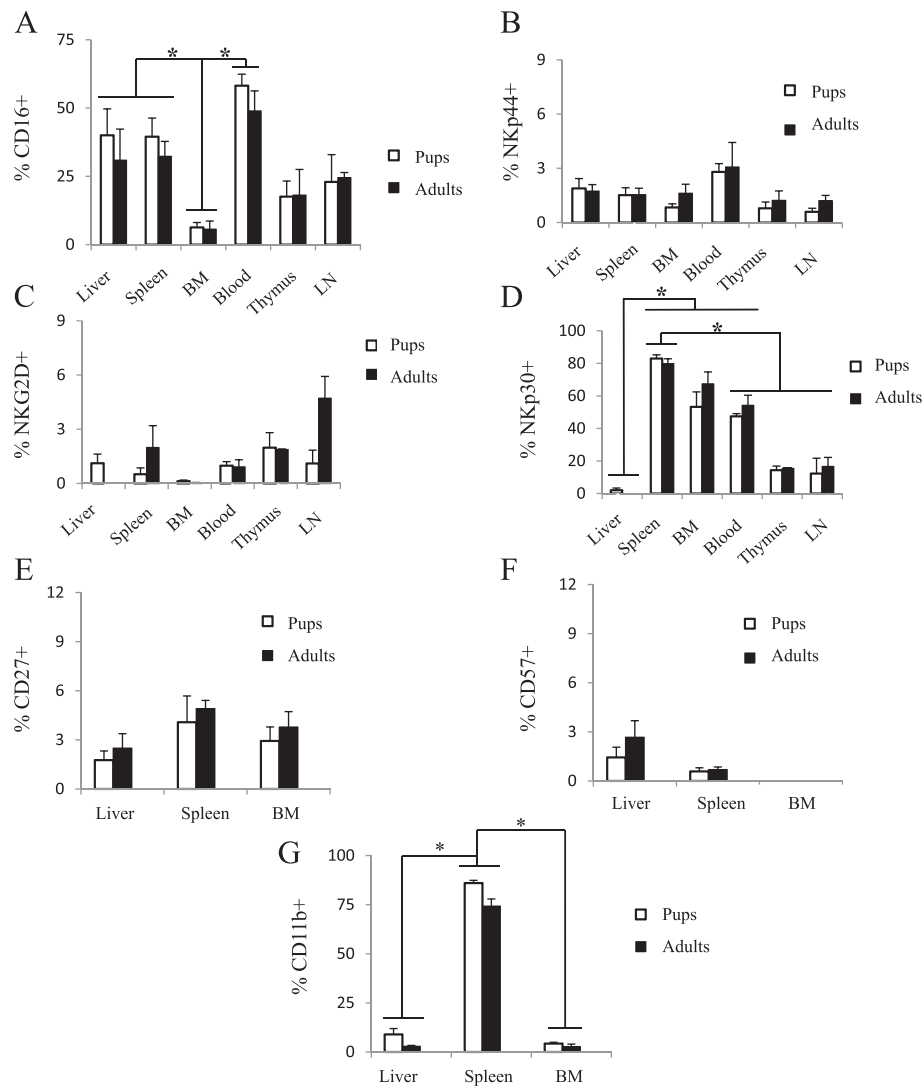 A
75
50
25
0
% CD16+
*
*
Pups
Adults
Liver
Spleen
BM
Blood
Thymus
LN
B
9
6
3
0
% NKp44+
Pups
Adults
Liver
Spleen
BM
Blood
Thymus
LN
C
9
6
3
0
% NKG2D+
Pups
Adults
Liver
Spleen
BM
Blood
Thymus
LN
D
100
80
60
40
20
0
% NKp30+
*
*
Pups
Adults
Liver
Spleen
BM
Blood
Thymus
LN
E
12
9
6
3
0
% CD27+
Pups
Adults
Liver
Spleen
BM
F
12
9
6
3
0
% CD57+
Pups
Adults
Liver
Spleen
BM
G
100
75
50
25
0
% CD11b+
*
*
Pups
Adults
Liver
Spleen
BM